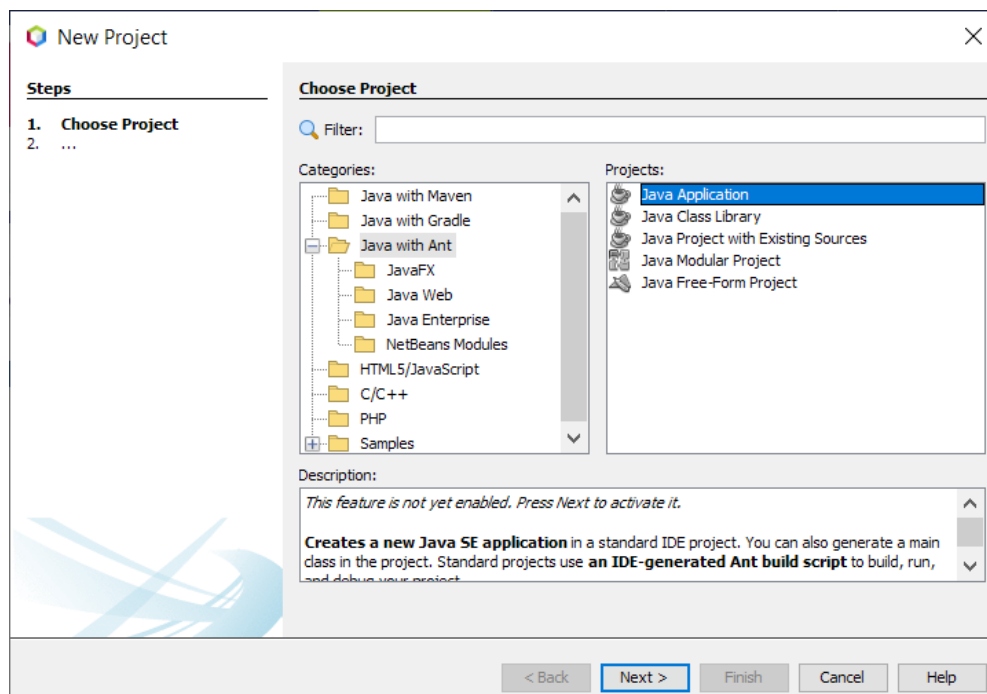 New Project
Steps
1. Choose Project
2. ...
Choose Project
Filter:
Categories:
Java with Maven
Java with Gradle
Java with Ant
JavaFX
Java Web
Java Enterprise
NetBeans Modules
HTML5/JavaScript
C/C++
PHP
Samples
Projects:
Java Application
Java Class Library
Java Project with Existing Sources
Java Modular Project
Java Free-Form Project
Description:
This feature is not yet enabled. Press Next to activate it.
Creates a new Java SE application in a standard IDE project. You can also generate a main
class in the project. Standard projects use an IDE-generated Ant build script to build, run,
and debug your project
< Back
Next >
Finish
Cancel
Help